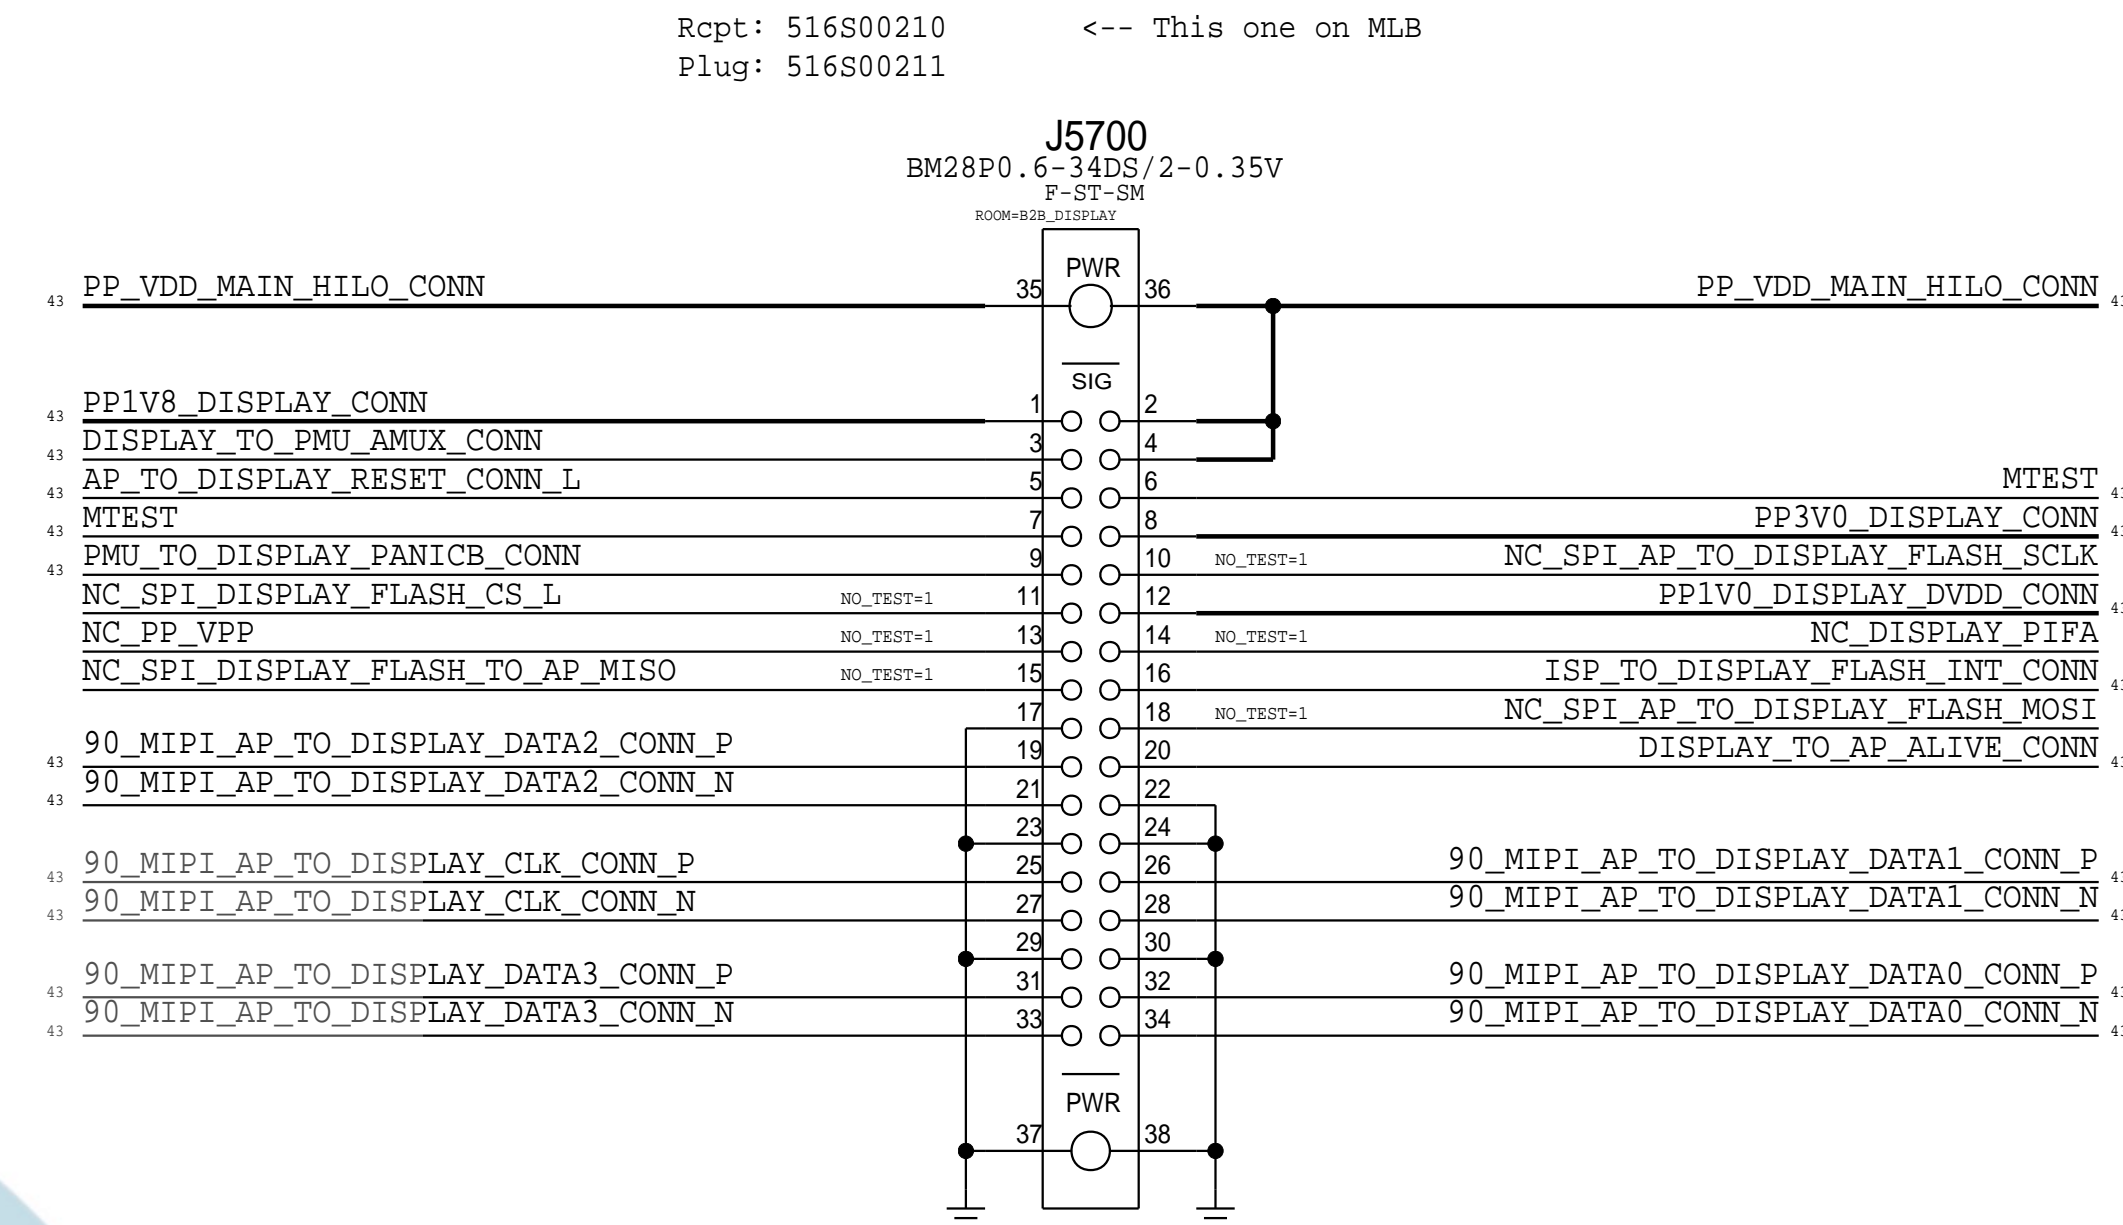 Rcpt: 516S00210 <-- This one on MLB
Plug: 516S00211
J5700
BM28P0.6-34DS/2-0.35V
F-ST-SM
ROOM=B2B_DISPLAY
PWR
43 PP_VDD_MAIN_HILO_CONN 35 36 PP_VDD_MAIN_HILO_CONN
SIG
43 PP1V8_DISPLAY_CONN 1 2
43 DISPLAY_TO_PMU_AMUX_CONN 3 4
43 AP_TO_DISPLAY_RESET_CONN_L 5 6 MTEST
43 MTEST 7 8 PP3V0_DISPLAY_CONN
43 PMU_TO_DISPLAY_PANICB_CONN 9 10 NO_TEST=1 NC_SPI_AP_TO_DISPLAY_FLASH_SCLK
NC_SPI_DISPLAY_FLASH_CS_L NO_TEST=1 11 12 PP1V0_DISPLAY_DVDD_CONN
NC_PP_VPP NO_TEST=1 13 14 NO_TEST=1 NC_DISPLAY_PIFA
NC_SPI_DISPLAY_FLASH_TO_AP_MISO NO_TEST=1 15 16 ISP_TO_DISPLAY_FLASH_INT_CONN
17 18 NO_TEST=1 NC_SPI_AP_TO_DISPLAY_FLASH_MOSI
43 90_MIPI_AP_TO_DISPLAY_DATA2_CONN_P 19 20 DISPLAY_TO_AP_ALIVE_CONN
43 90_MIPI_AP_TO_DISPLAY_DATA2_CONN_N 21 22
23 24
43 90_MIPI_AP_TO_DISPLAY_CLK_CONN_P 25 26 90_MIPI_AP_TO_DISPLAY_DATA1_CONN_P
43 90_MIPI_AP_TO_DISPLAY_CLK_CONN_N 27 28 90_MIPI_AP_TO_DISPLAY_DATA1_CONN_N
29 30
43 90_MIPI_AP_TO_DISPLAY_DATA3_CONN_P 31 32 90_MIPI_AP_TO_DISPLAY_DATA0_CONN_P
43 90_MIPI_AP_TO_DISPLAY_DATA3_CONN_N 33 34 90_MIPI_AP_TO_DISPLAY_DATA0_CONN_N
PWR
37 38